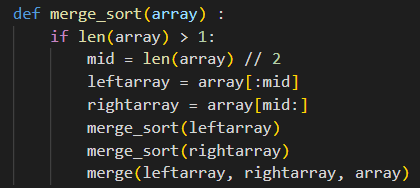 def merge_sort(array) :
    if len(array) > 1:
        mid = len(array) // 2
        leftarray = array[:mid]
        rightarray = array[mid:]
        merge_sort(leftarray)
        merge_sort(rightarray)
        merge(leftarray, rightarray, array)